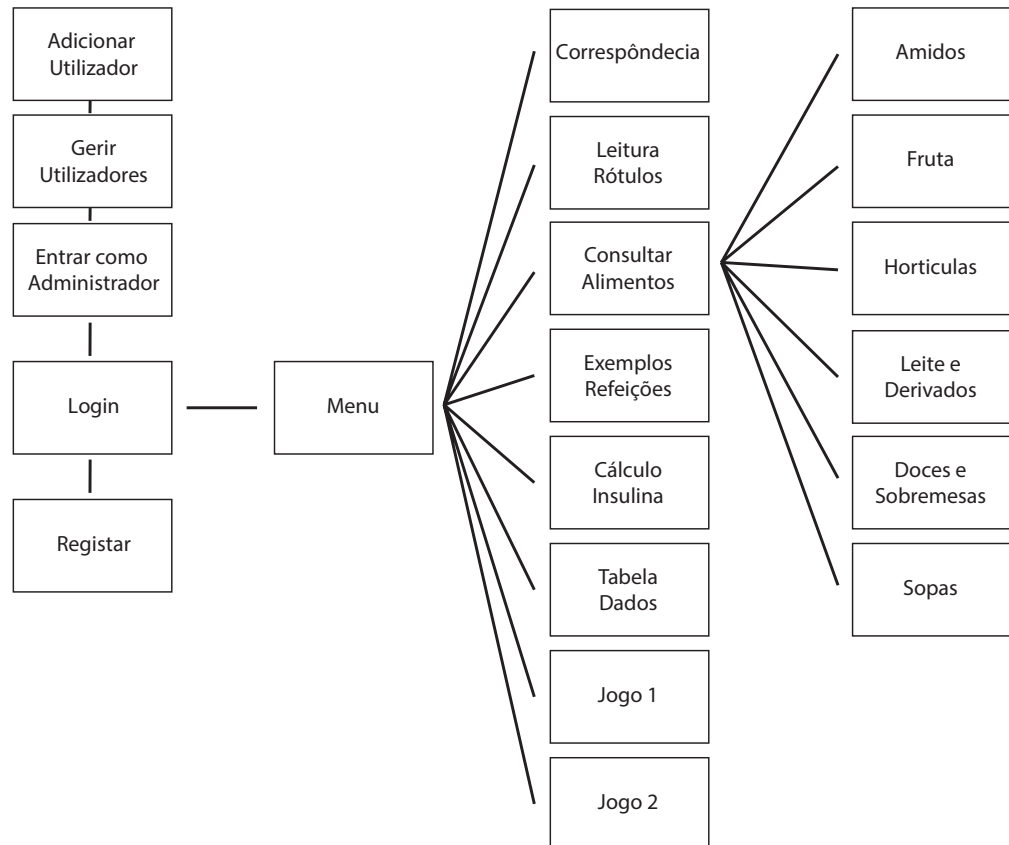 Adicionar
Utilizador
Gerir
Utilizadores
Entrar como
Administrador
Login
Registar
Menu
Correspôndecia
Leitura
Rótulos
Consultar
Alimentos
Exemplos
Refeições
Cálculo
Insulina
Tabela
Dados
Jogo 1
Jogo 2
Amidos
Fruta
Horticulas
Leite e
Derivados
Doces e
Sobremesas
Sopas